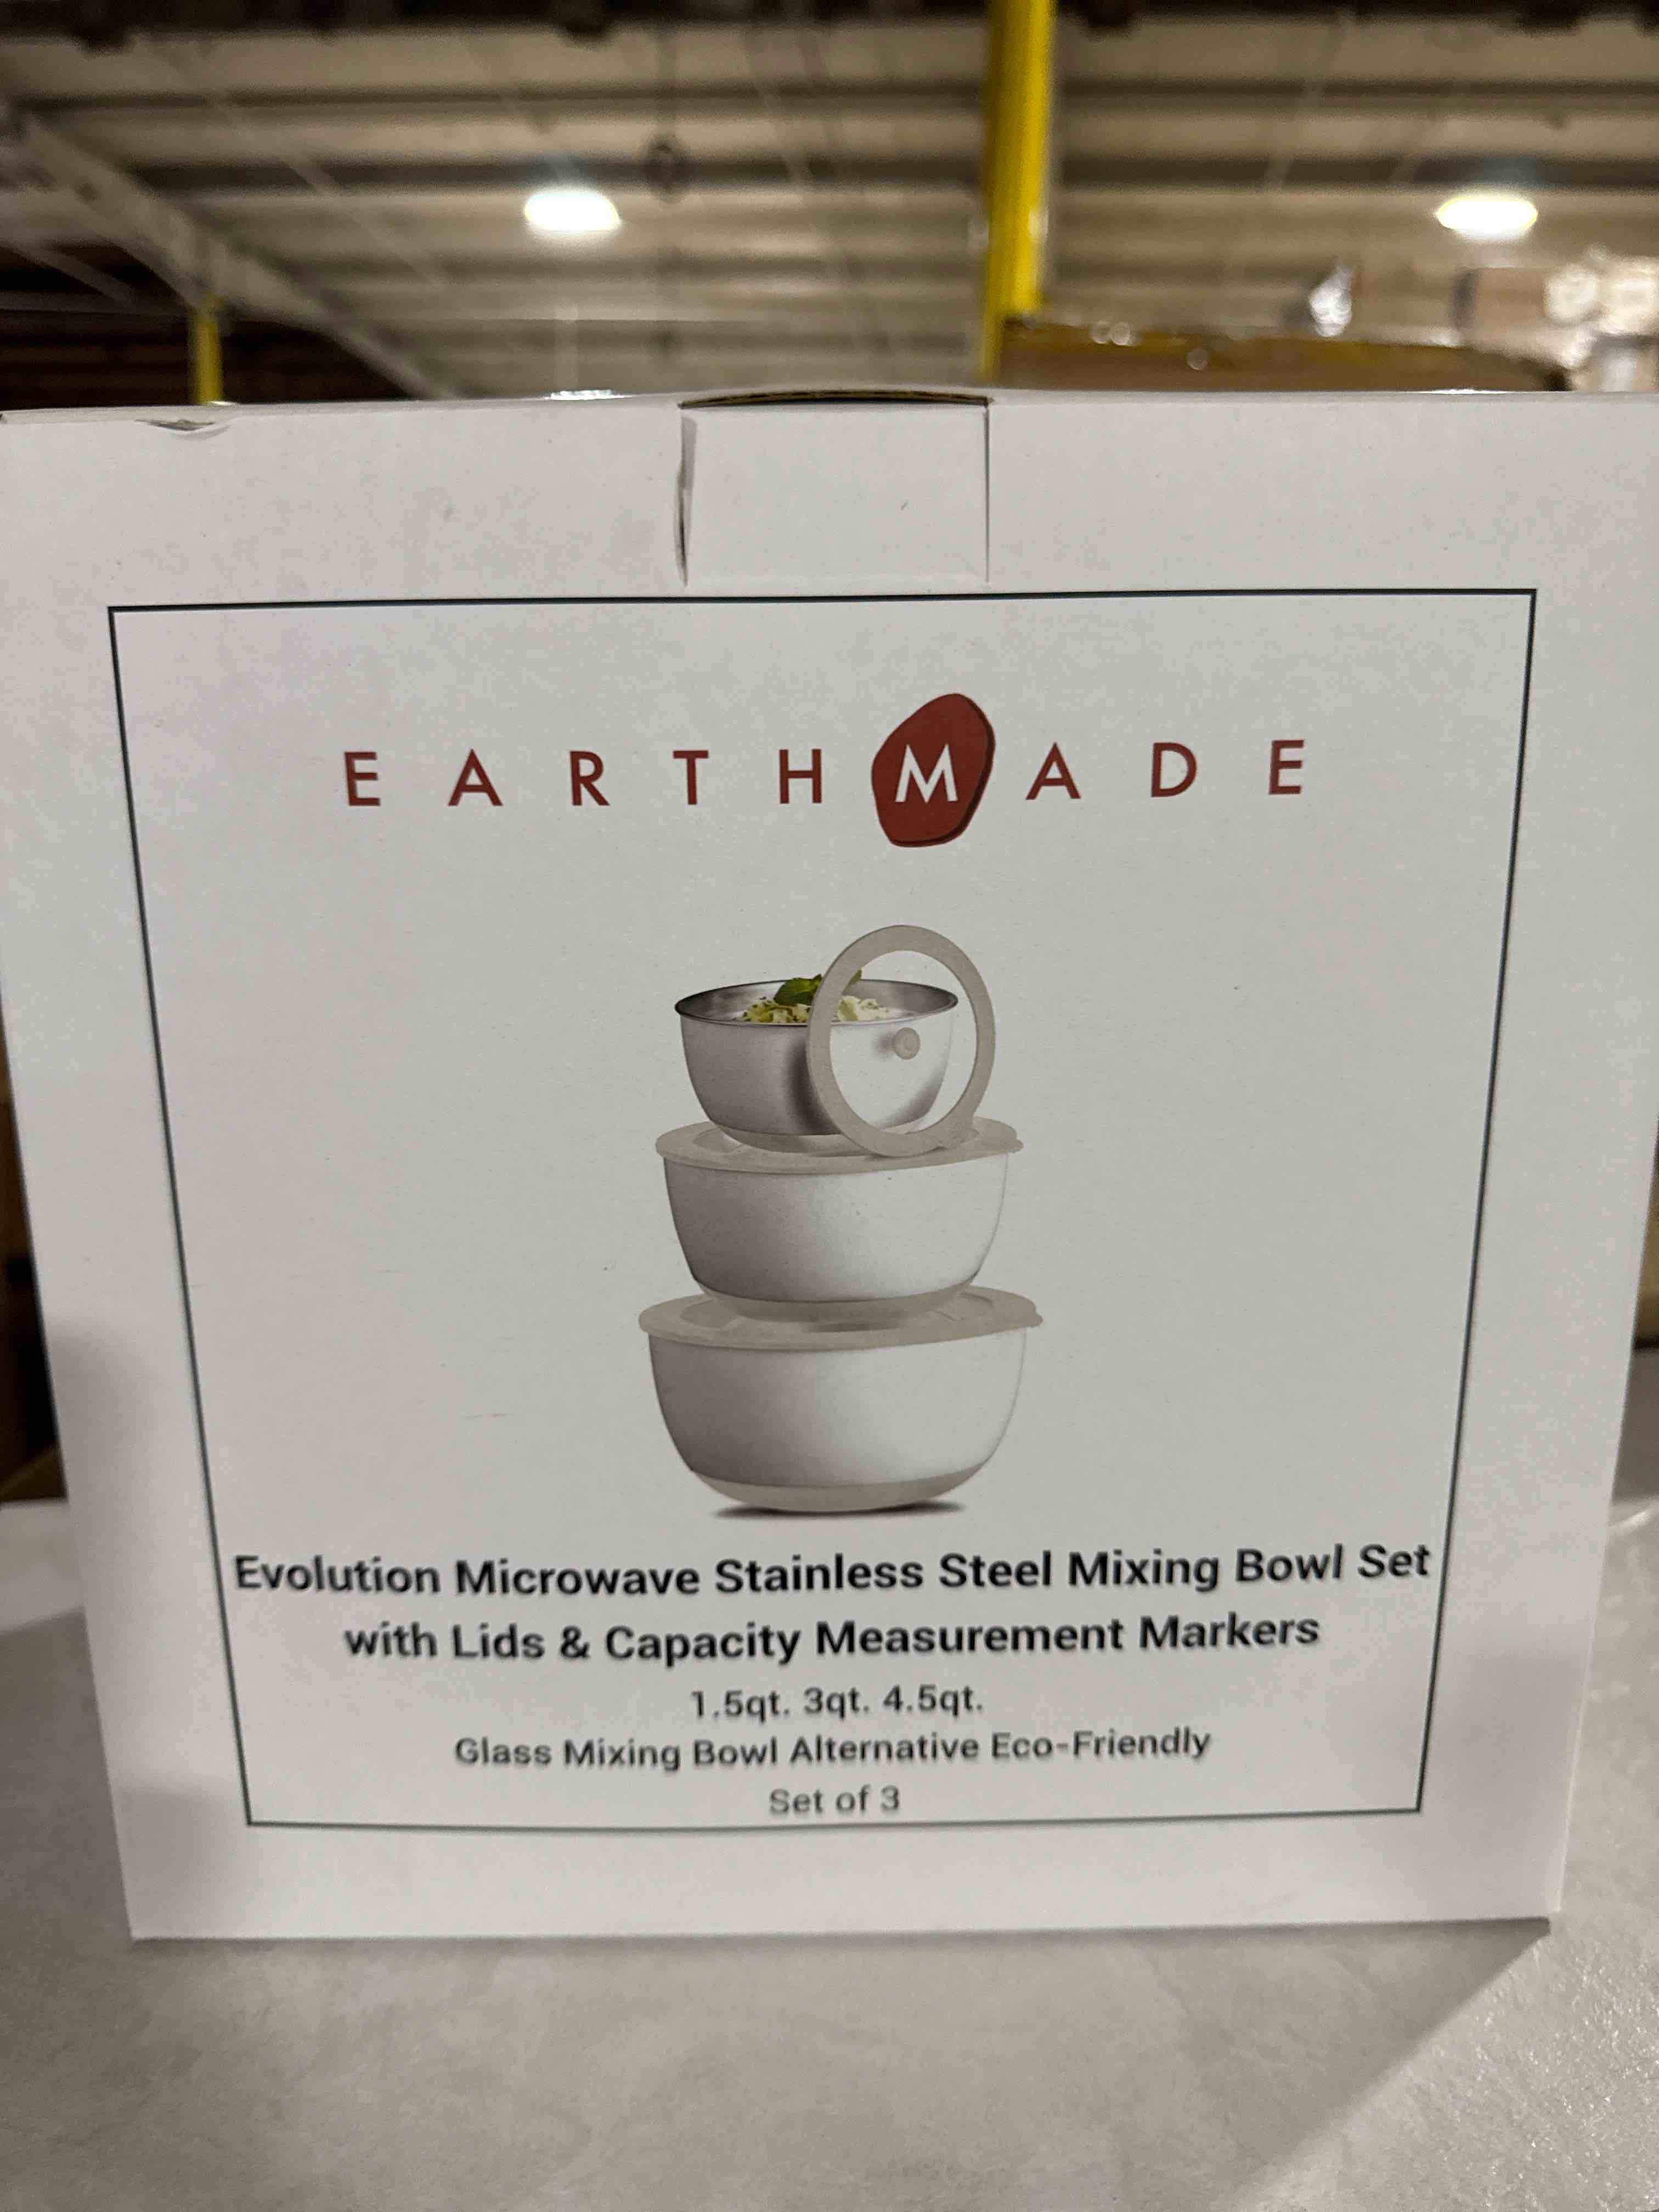 EARTHMADE
Evolution Microwave Stainless Steel Mixing Bowl Set
with Lids & Capacity Measurement Markers
1.5qt. 3qt. 4.5qt.
Glass Mixing Bowl Alternative Eco-Friendly
Set of 3